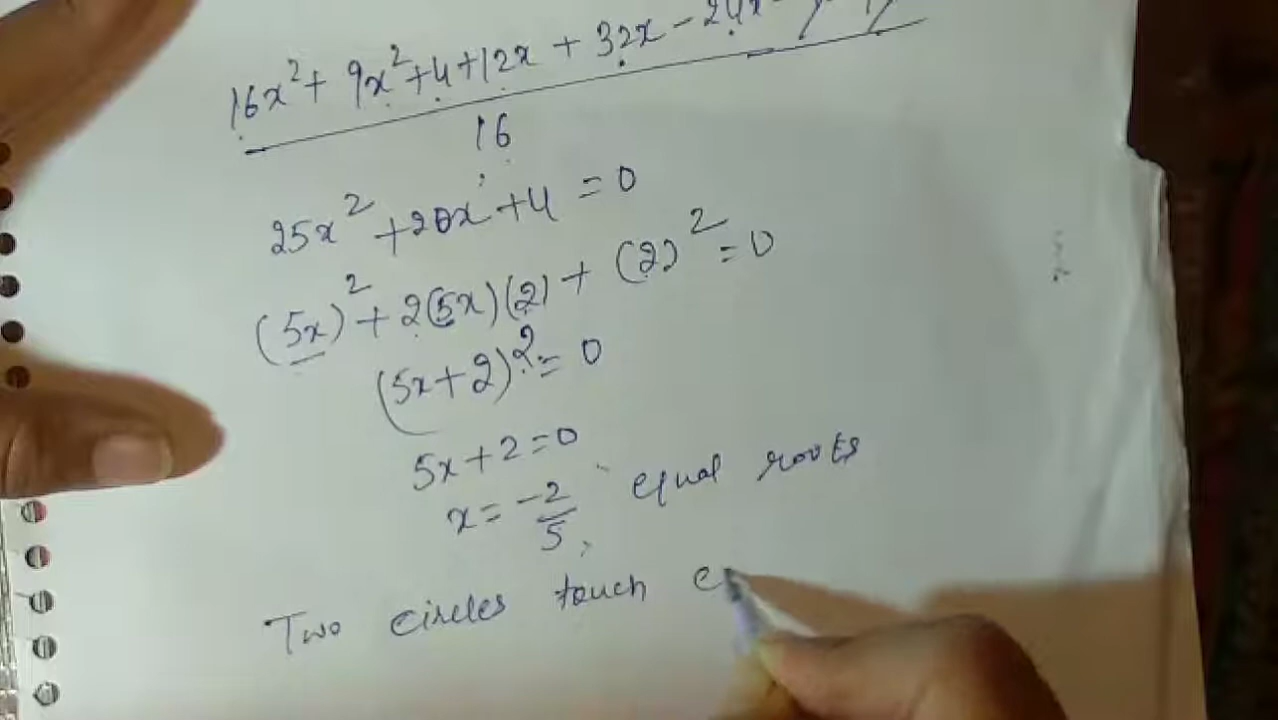 16x² + 9x² + 4 + 12x + 32x - 24x
16
25x² + 20x + 4 = 0
(5x)² + 2(5x)(2) + (2)² = 0
(5x+2)² = 0
5x + 2 = 0
x = -2/5, equal roots
Two circles touch e